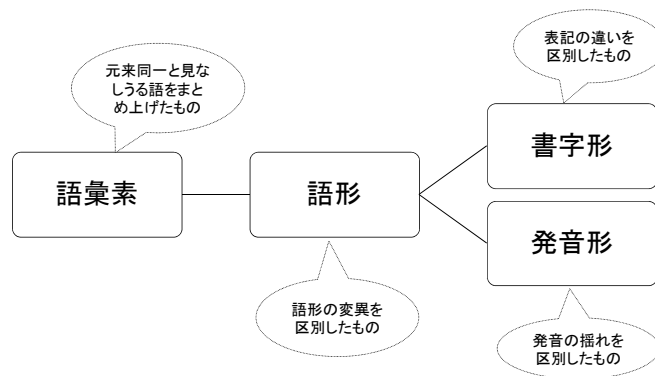 表記の違いを
区別したもの
元来同一と見な
しうる語をまと
め上げたもの
書字形
語彙素
語形
発音形
語形の変異を
区別したもの
発音の揺れを
区別したもの